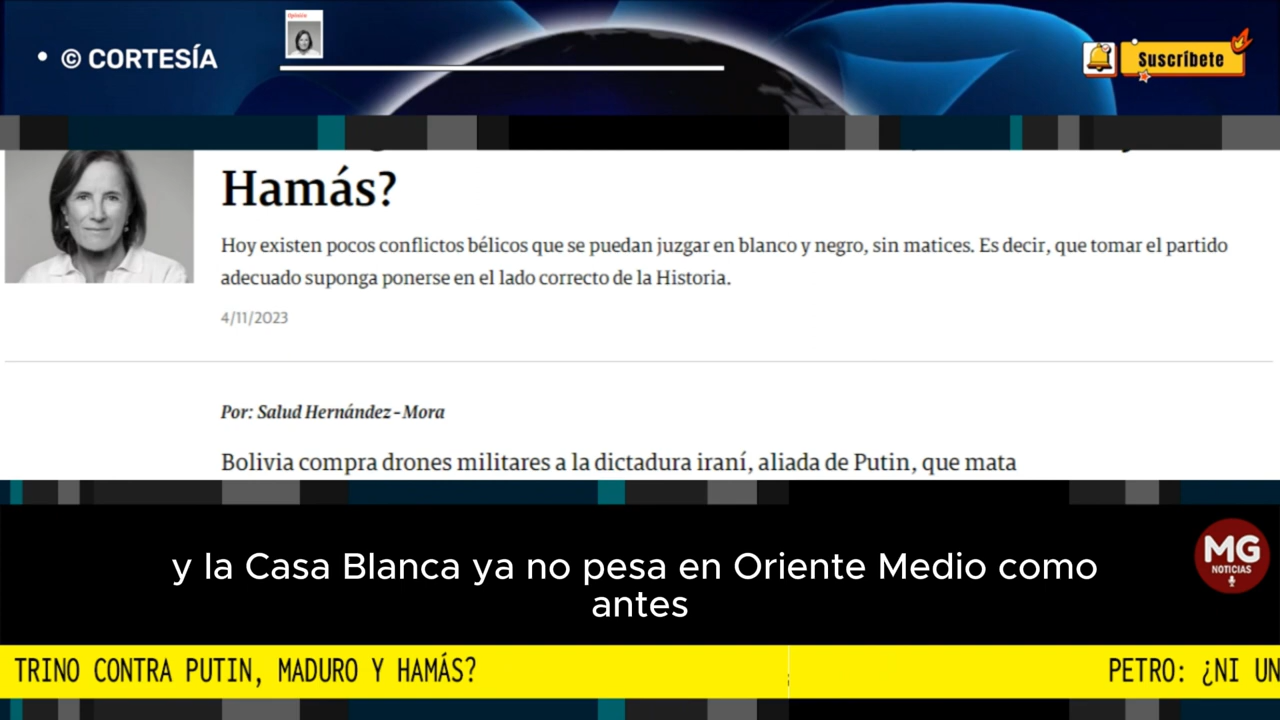 Opinión
• © CORTESÍA
Suscríbete
Hamás?
Hoy existen pocos conflictos bélicos que se puedan juzgar en blanco y negro, sin matices. Es decir, que tomar el partido
adecuado suponga ponerse en el lado correcto de la Historia.
4/11/2023
Por: Salud Hernández-Mora
Bolivia compra drones militares a la dictadura iraní, aliada de Putin, que mata
y la Casa Blanca ya no pesa en Oriente Medio como
antes
MG
NOTICIAS
TRINO CONTRA PUTIN, MADURO Y HAMÁS?
PETRO: ¿NI UN